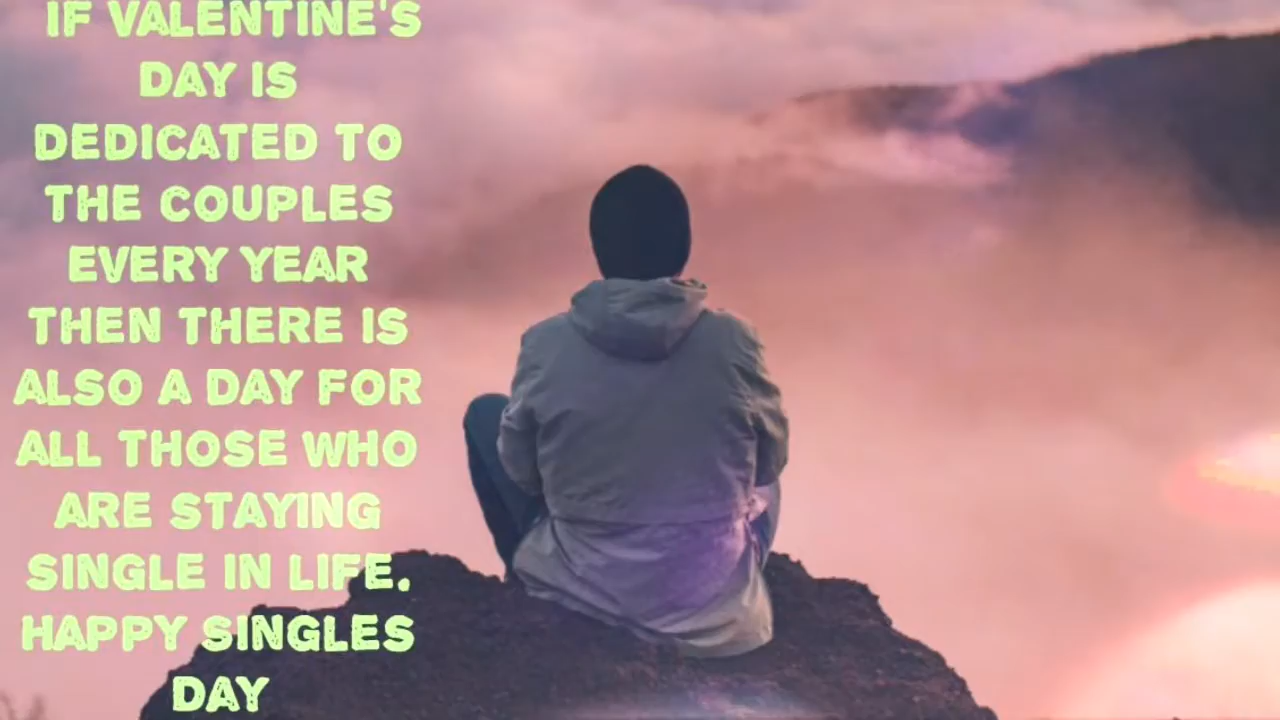 IF VALENTINE'S
DAY IS
DEDICATED TO
THE COUPLES
EVERY YEAR
THEN THERE IS
ALSO A DAY FOR
ALL THOSE WHO
ARE STAYING
SINGLE IN LIFE.
HAPPY SINGLES
DAY